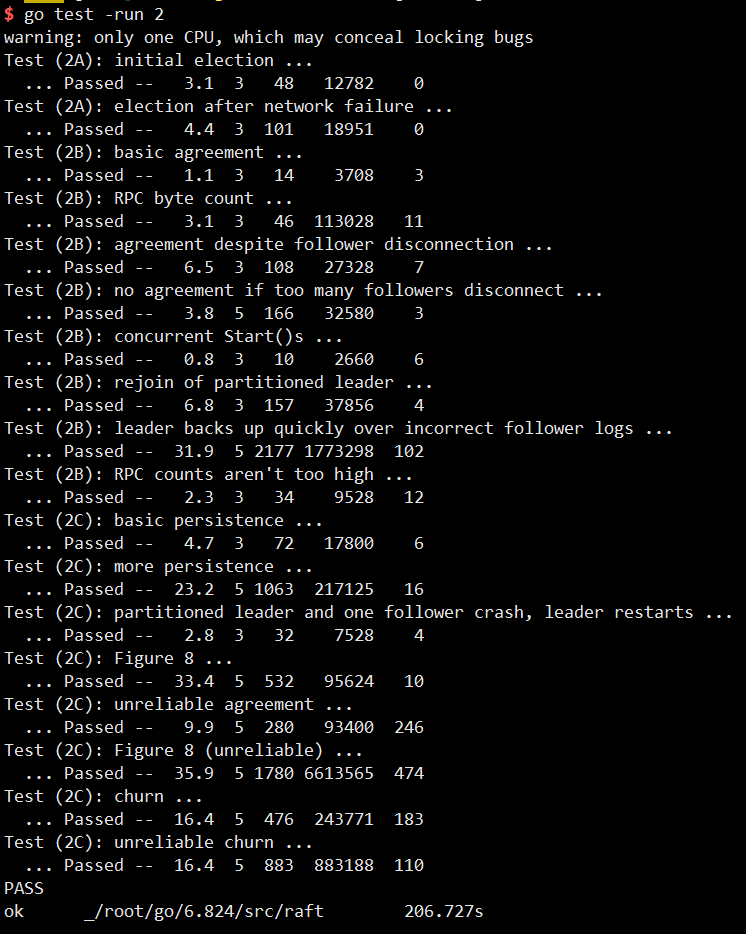 $ go test -run 2
warning: only one CPU, which may conceal locking bugs
Test (2A): initial election ...
  ... Passed --   3.1  3   48   12782    0
Test (2A): election after network failure ...
  ... Passed --   4.4  3  101   18951    0
Test (2B): basic agreement ...
  ... Passed --   1.1  3   14    3708    3
Test (2B): RPC byte count ...
  ... Passed --   3.1  3   46  113028   11
Test (2B): agreement despite follower disconnection ...
  ... Passed --   6.5  3  108   27328    7
Test (2B): no agreement if too many followers disconnect ...
  ... Passed --   3.8  5  166   32580    3
Test (2B): concurrent Start()s ...
  ... Passed --   0.8  3   10    2660    6
Test (2B): rejoin of partitioned leader ...
  ... Passed --   6.8  3  157   37856    4
Test (2B): leader backs up quickly over incorrect follower logs ...
  ... Passed --  31.9  5 2177 1773298  102
Test (2B): RPC counts aren't too high ...
  ... Passed --   2.3  3   34    9528   12
Test (2C): basic persistence ...
  ... Passed --   4.7  3   72   17800    6
Test (2C): more persistence ...
  ... Passed --  23.2  5 1063  217125   16
Test (2C): partitioned leader and one follower crash, leader restarts ...
  ... Passed --   2.8  3   32    7528    4
Test (2C): Figure 8 ...
  ... Passed --  33.4  5  532   95624   10
Test (2C): unreliable agreement ...
  ... Passed --   9.9  5  280   93400  246
Test (2C): Figure 8 (unreliable) ...
  ... Passed --  35.9  5 1780 6613565  474
Test (2C): churn ...
  ... Passed --  16.4  5  476  243771  183
Test (2C): unreliable churn ...
  ... Passed --  16.4  5  883  883188  110
PASS
ok      _/root/go/6.824/src/raft        206.727s